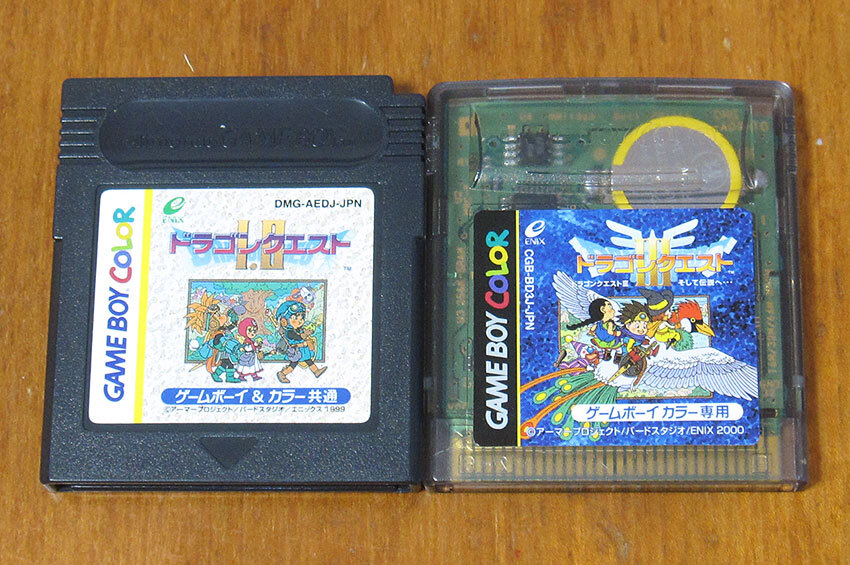 GAME BOY COLOR
ENIX
DMG-AEDJ-JPN
ドラゴンクエスト
I・II
TM
ゲームボーイ&カラー共通
©アーマープロジェクト/バードスタジオ/エニックス 1999
GAME BOY COLOR
ENIX
CGB-BD3J-JPN
ドラゴンクエスト
III
TM
ドラゴンクエストIII そして伝説へ…
ゲームボーイカラー専用
©アーマープロジェクト/バードスタジオ/ENIX 2000